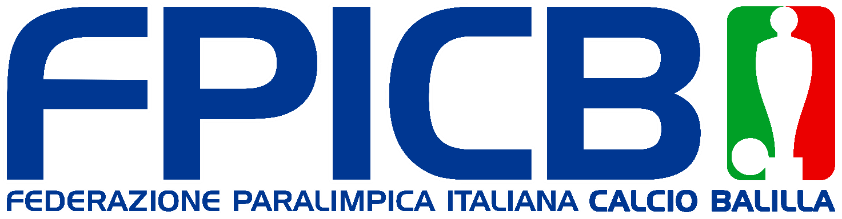 FPICB
FEDERAZIONE PARALIMPICA ITALIANA CALCIO BALILLA